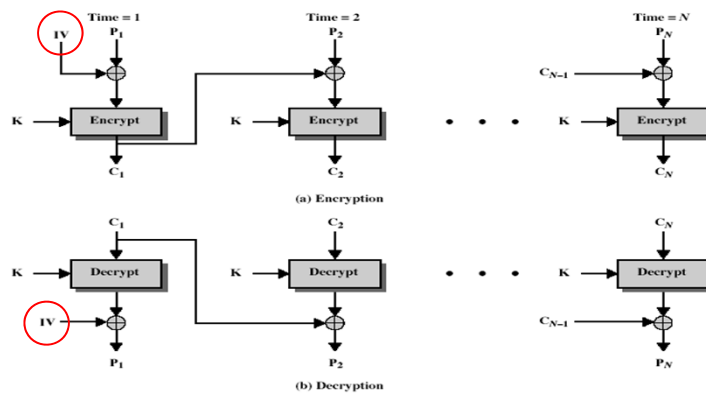 Time = 1 Time = 2 Time = N
IV P1 P2 PN
CN–1
K Encrypt K Encrypt • • • K Encrypt
C1 C2 CN
(a) Encryption
C1 C2 CN
K Decrypt K Decrypt • • • K Decrypt
IV CN–1
P1 P2 PN
(b) Decryption